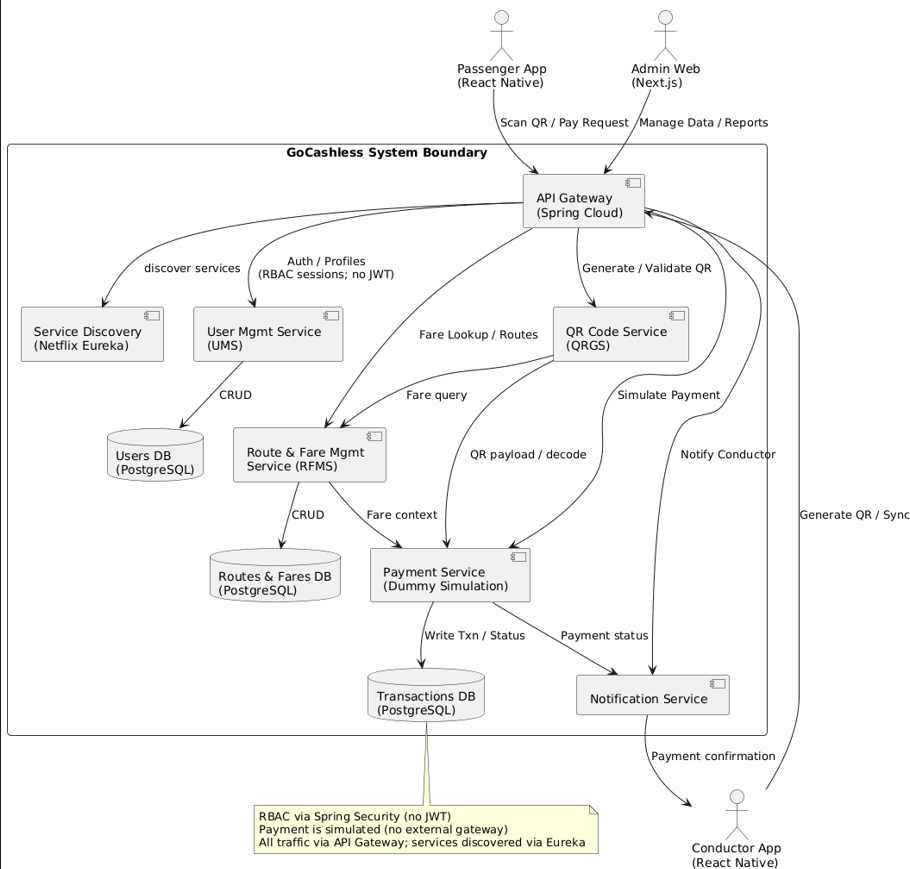 Passenger App
(React Native)
Admin Web
(Next.js)
Scan QR / Pay Request
Manage Data / Reports
GoCashless System Boundary
API Gateway
(Spring Cloud)
discover services
Auth / Profiles
(RBAC sessions; no JWT)
Generate / Validate QR
Service Discovery
(Netflix Eureka)
User Mgmt Service
(UMS)
Fare Lookup / Routes
QR Code Service
(QRGS)
CRUD
Fare query
Simulate Payment
Users DB
(PostgreSQL)
Route & Fare Mgmt
Service (RFMS)
QR payload / decode
Notify Conductor
CRUD
Fare context
Generate QR / Sync
Routes & Fares DB
(PostgreSQL)
Payment Service
(Dummy Simulation)
Write Txn / Status
Payment status
Transactions DB
(PostgreSQL)
Notification Service
Payment confirmation
RBAC via Spring Security (no JWT)
Payment is simulated (no external gateway)
All traffic via API Gateway; services discovered via Eureka
Conductor App
(React Native)